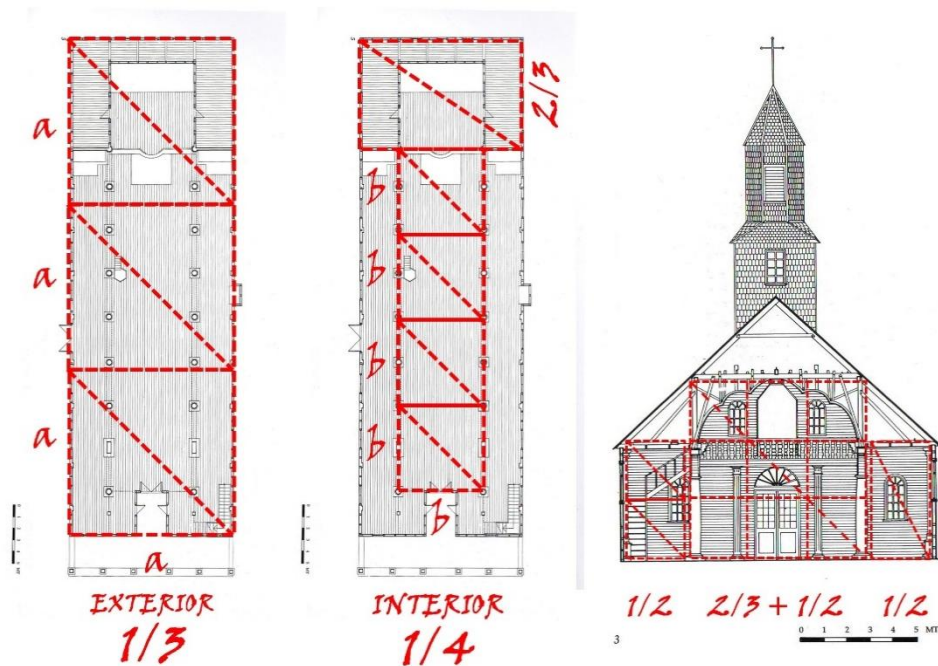 a
a
a
a
EXTERIOR
1/3
2/3
b
b
b
b
b
INTERIOR
1/4
1/2 2/3 + 1/2 1/2
3
0 1 2 3 4 5 MT